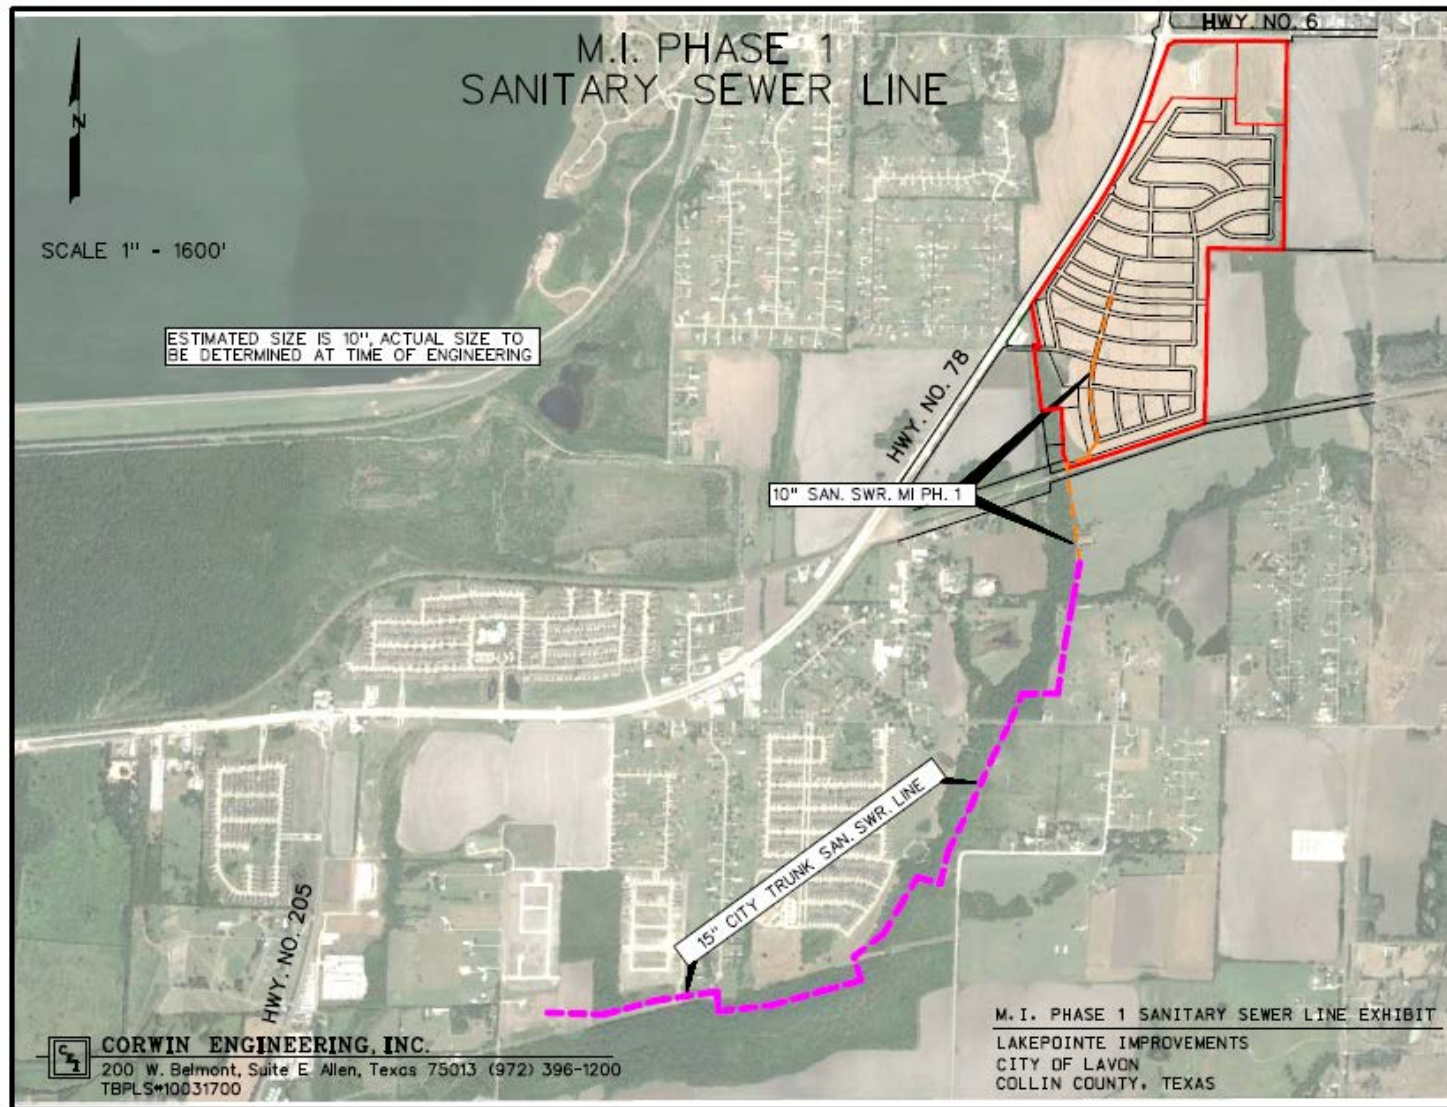 HWY. NO. 6
M.I. PHASE 1
SANITARY SEWER LINE
N
SCALE 1" - 1600'
ESTIMATED SIZE IS 10", ACTUAL SIZE TO
BE DETERMINED AT TIME OF ENGINEERING
HWY. NO. 78
10" SAN. SWR. MI PH. 1
15" CITY TRUNK SAN. SWR. LINE
HWY. NO. 205
CEI
CORWIN ENGINEERING, INC.
200 W. Belmont, Suite E Allen, Texas 75013 (972) 396-1200
TBPLS#10031700
M.I. PHASE 1 SANITARY SEWER LINE EXHIBIT
LAKEPOINTE IMPROVEMENTS
CITY OF LAVON
COLLIN COUNTY, TEXAS